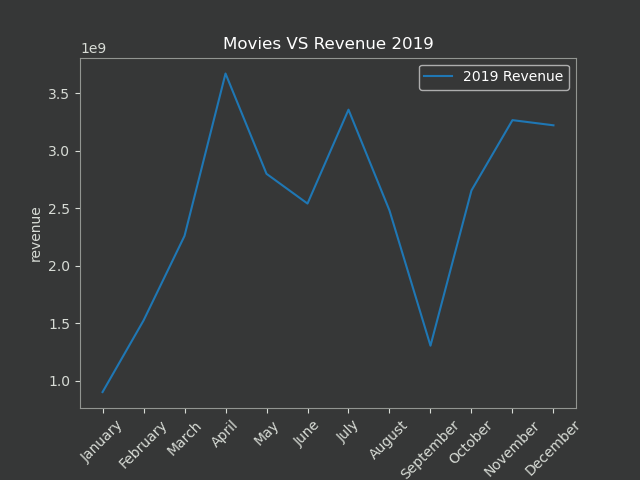 Movies VS Revenue 2019
1e9
2019 Revenue
3.5
3.0
2.5
2.0
1.5
1.0
revenue
January
February
March
April
May
June
July
August
September
October
November
December